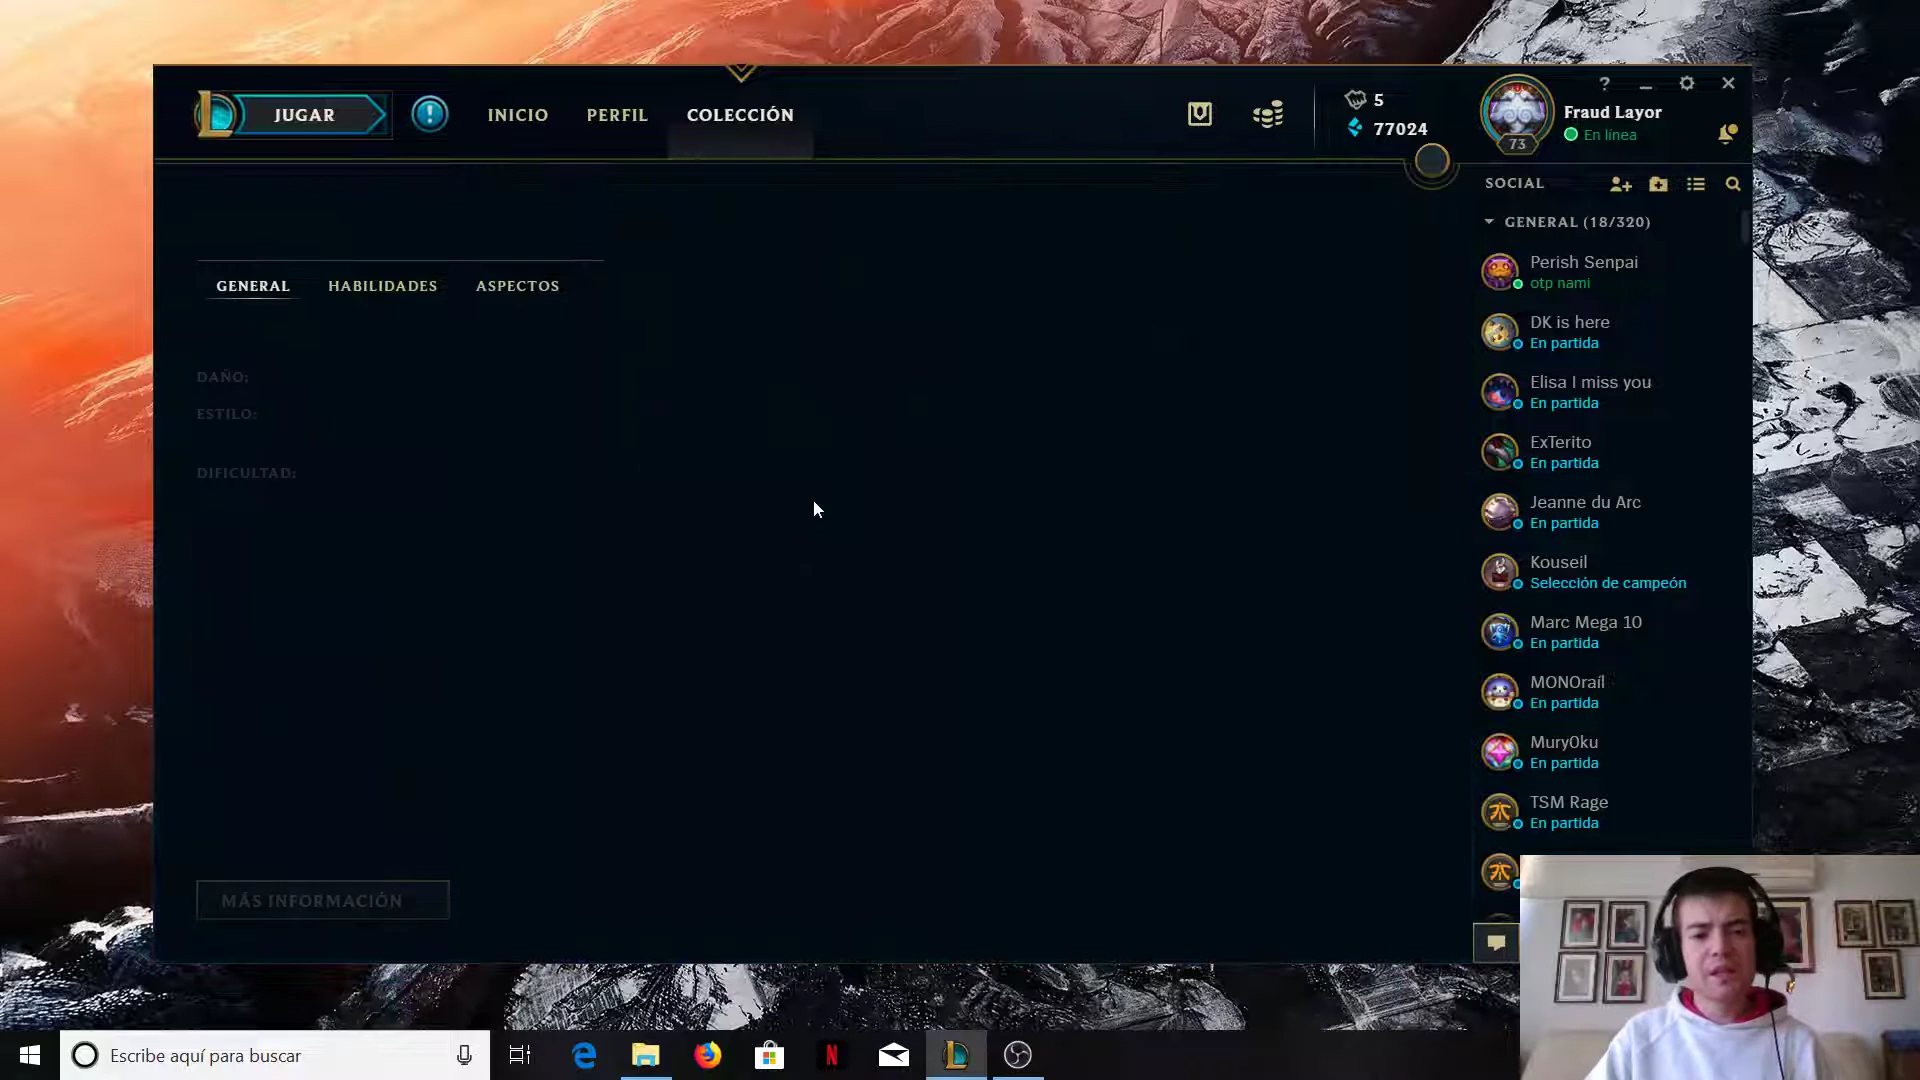 JUGAR
INICIO
PERFIL
COLECCIÓN
5
77024
?
Fraud Layor
En línea
73
SOCIAL
GENERAL (18/320)
Perish Senpai
otp nami
DK is here
En partida
Elisa I miss you
En partida
ExTerito
En partida
Jeanne du Arc
En partida
Kouseil
Selección de campeón
Marc Mega 10
En partida
MONOraíl
En partida
Mury0ku
En partida
TSM Rage
En partida
GENERAL
HABILIDADES
ASPECTOS
DAÑO:
ESTILO:
DIFICULTAD:
MÁS INFORMACIÓN
Escribe aquí para buscar